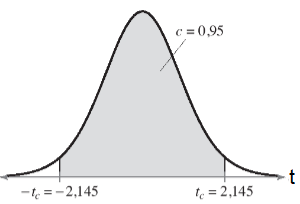 c = 0,95
t
-t_c = -2,145
t_c = 2,145